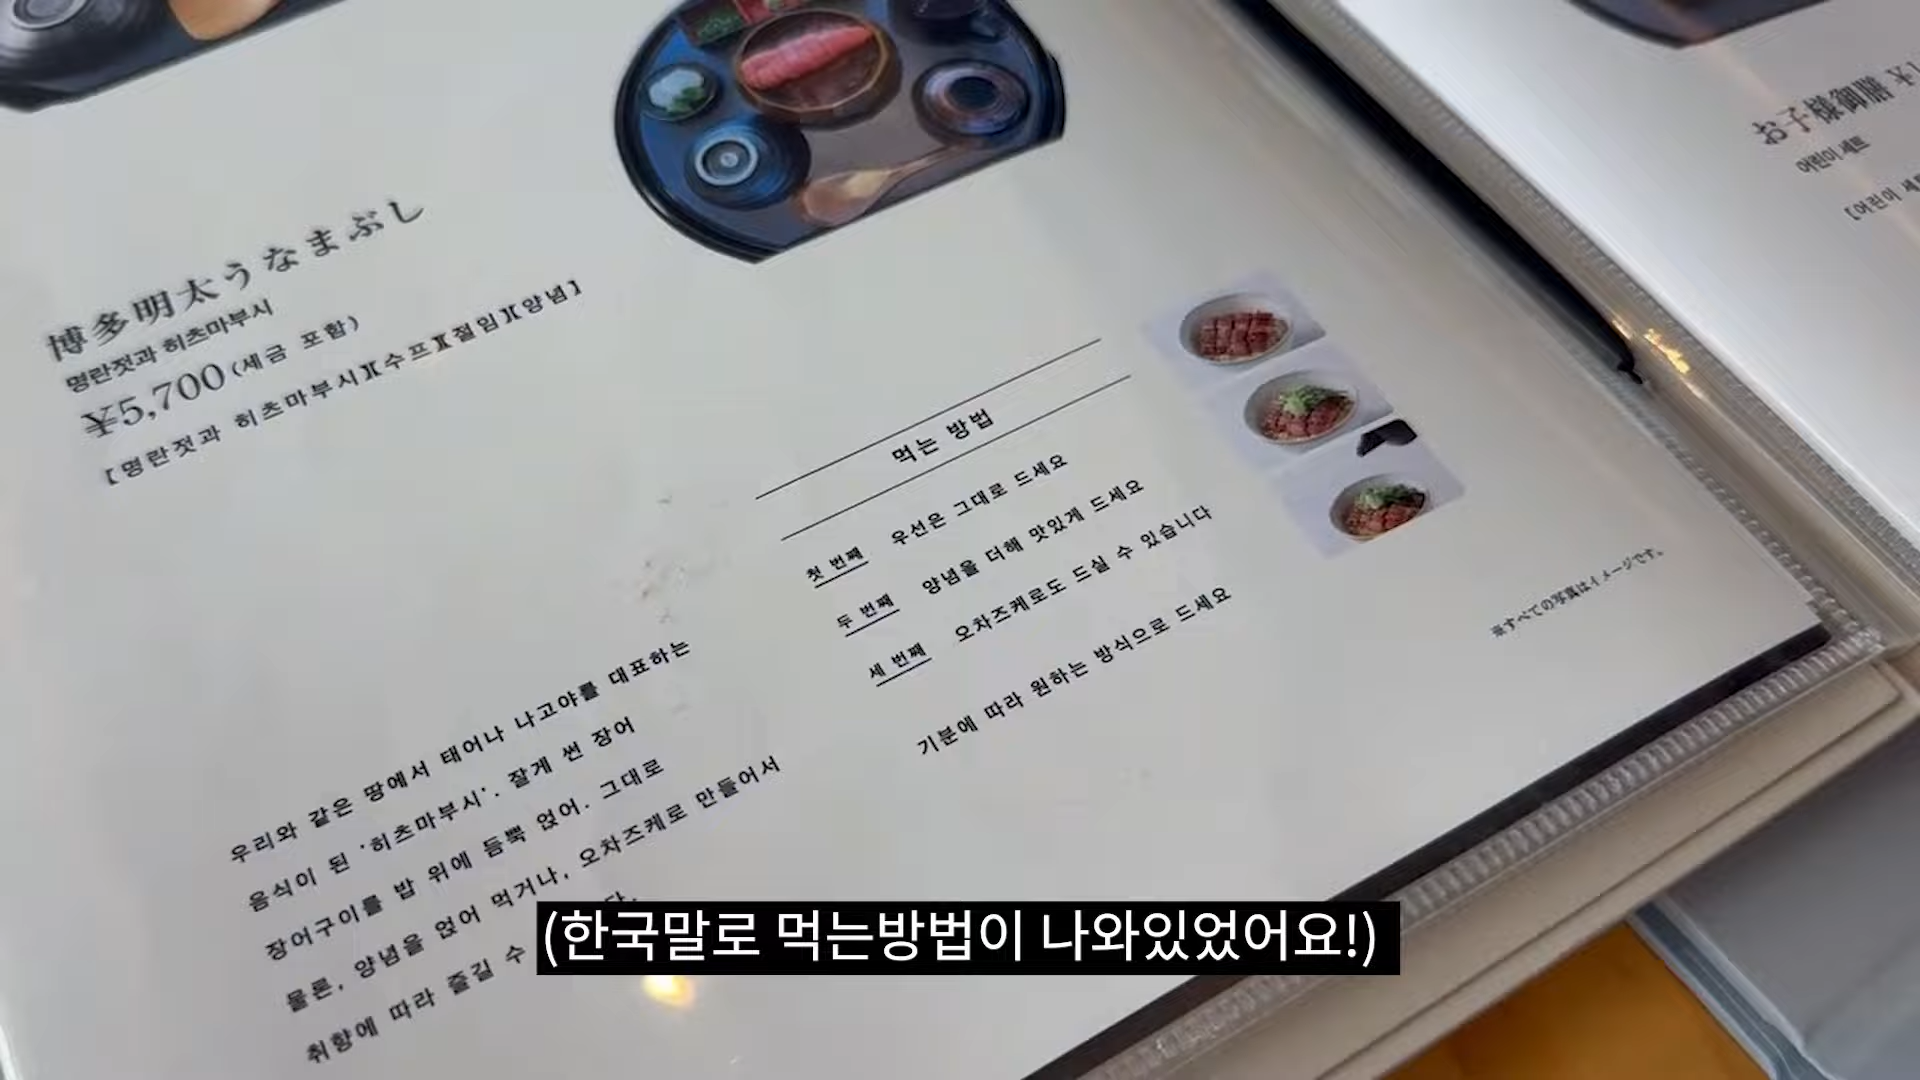 博多明太うなまぶし
명란젓과 히츠마부시
¥5,700(세금 포함)
【명란젓과 히츠마부시】【수프】【절임】【양념】
먹는 방법
첫 번째 우선은 그대로 드세요
두 번째 양념을 더해 맛있게 드세요
세 번째 오차즈케로도 드실 수 있습니다
기분에 따라 원하는 방식으로 드세요
우리와 같은 땅에서 태어나 나고야를 대표하는
음식이 된 '히츠마부시'. 잘게 썬 장어
장어구이를 밥 위에 듬뿍 얹어. 그대로
물론, 양념을 얹어 먹거나, 오차즈케로 만들어서
취향에 따라 즐길 수
※すべての写真はイメージです。
お子様御膳
어린이 세트
【어린이 세트
(한국말로 먹는방법이 나와있었어요!)